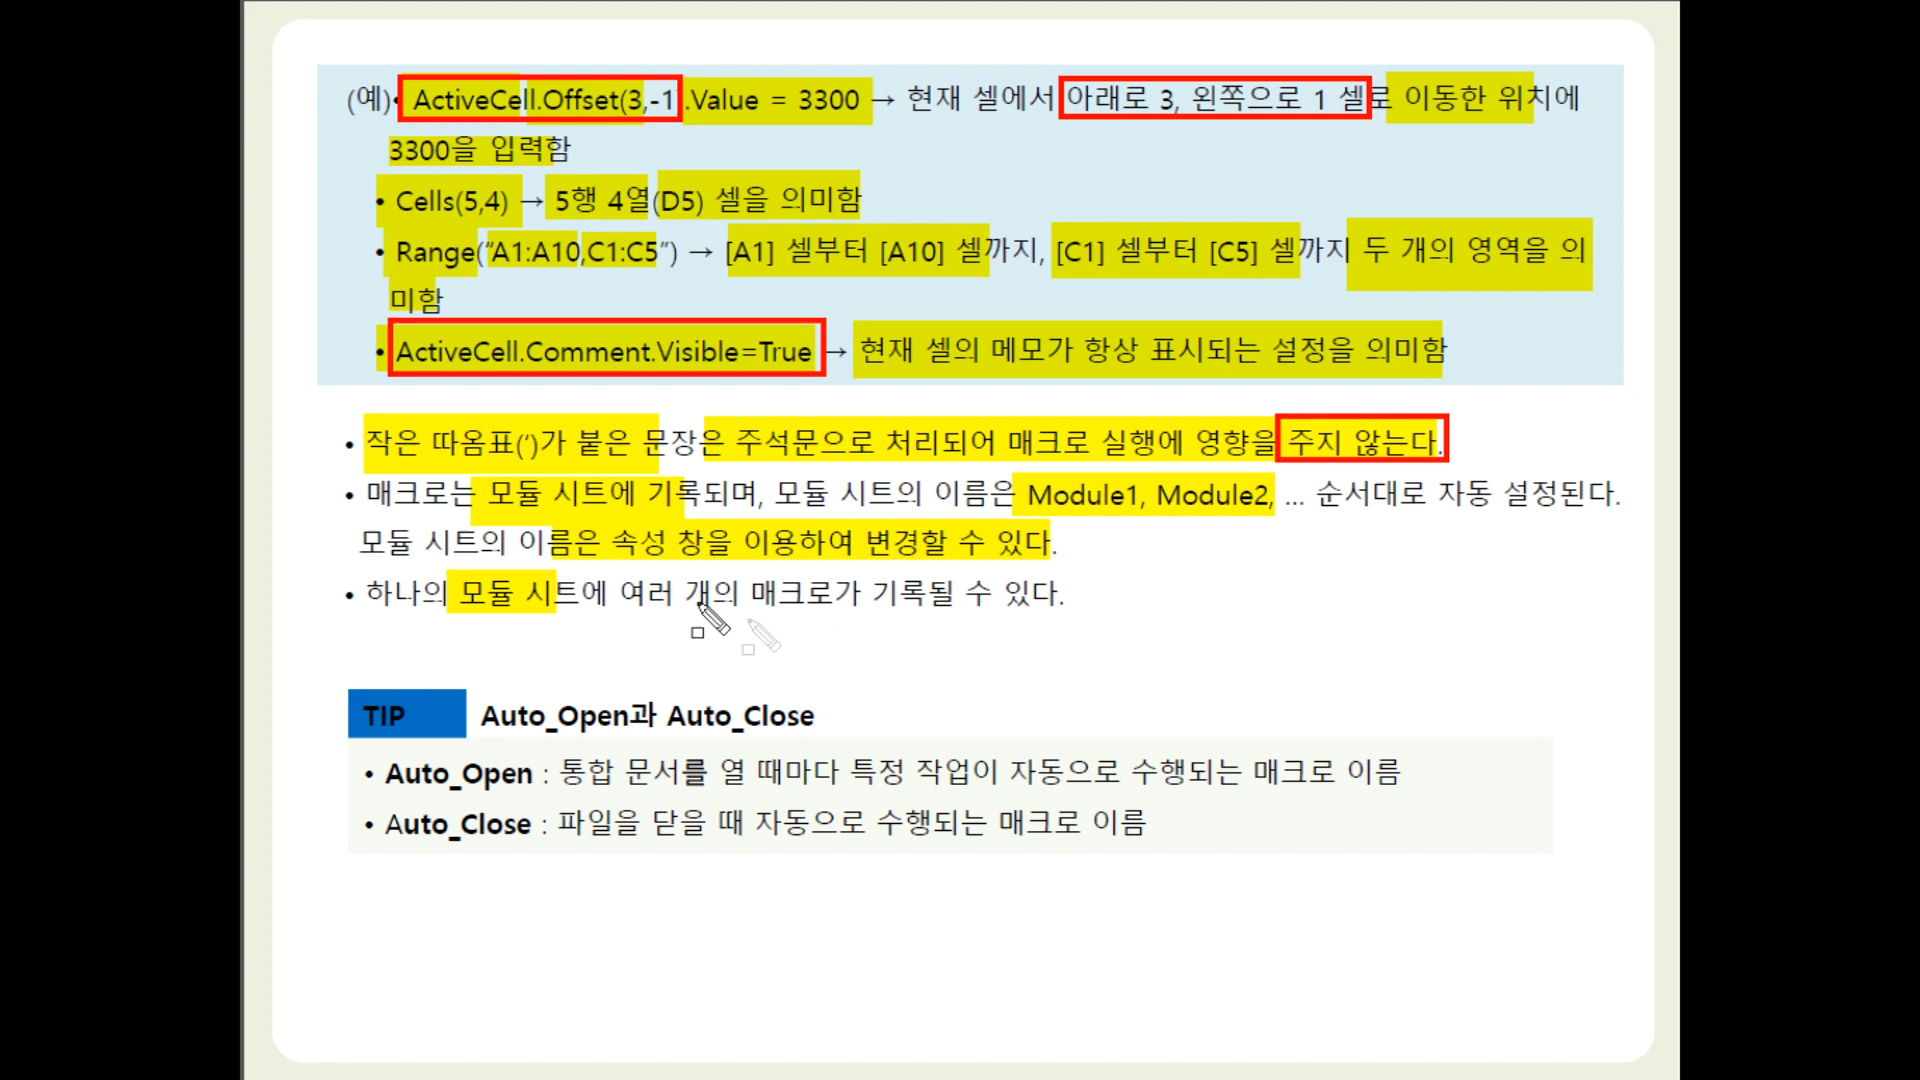 (예)• ActiveCell.Offset(3,-1).Value = 3300 → 현재 셀에서 아래로 3, 왼쪽으로 1 셀로 이동한 위치에
3300을 입력함
• Cells(5,4) → 5행 4열(D5) 셀을 의미함
• Range(“A1:A10,C1:C5”) → [A1] 셀부터 [A10] 셀까지, [C1] 셀부터 [C5] 셀까지 두 개의 영역을 의
미함
• ActiveCell.Comment.Visible=True → 현재 셀의 메모가 항상 표시되는 설정을 의미함
• 작은 따옴표(’)가 붙은 문장은 주석문으로 처리되어 매크로 실행에 영향을 주지 않는다.
• 매크로는 모듈 시트에 기록되며, 모듈 시트의 이름은 Module1, Module2, … 순서대로 자동 설정된다.
모듈 시트의 이름은 속성 창을 이용하여 변경할 수 있다.
• 하나의 모듈 시트에 여러 개의 매크로가 기록될 수 있다.
TIP Auto_Open과 Auto_Close
• Auto_Open : 통합 문서를 열 때마다 특정 작업이 자동으로 수행되는 매크로 이름
• Auto_Close : 파일을 닫을 때 자동으로 수행되는 매크로 이름